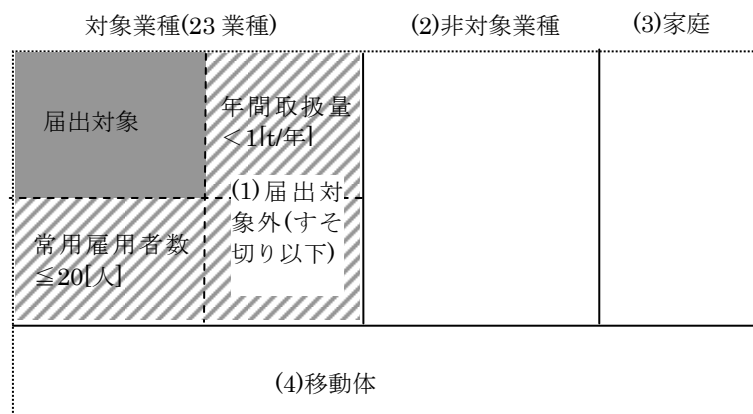 対象業種(23 業種)
(2)非対象業種
(3)家庭
届出対象
年間取扱量
<1[t/年]
(1)届出対
象外(すそ
切り以下)
常用雇用者数
≦20[人]
(4)移動体